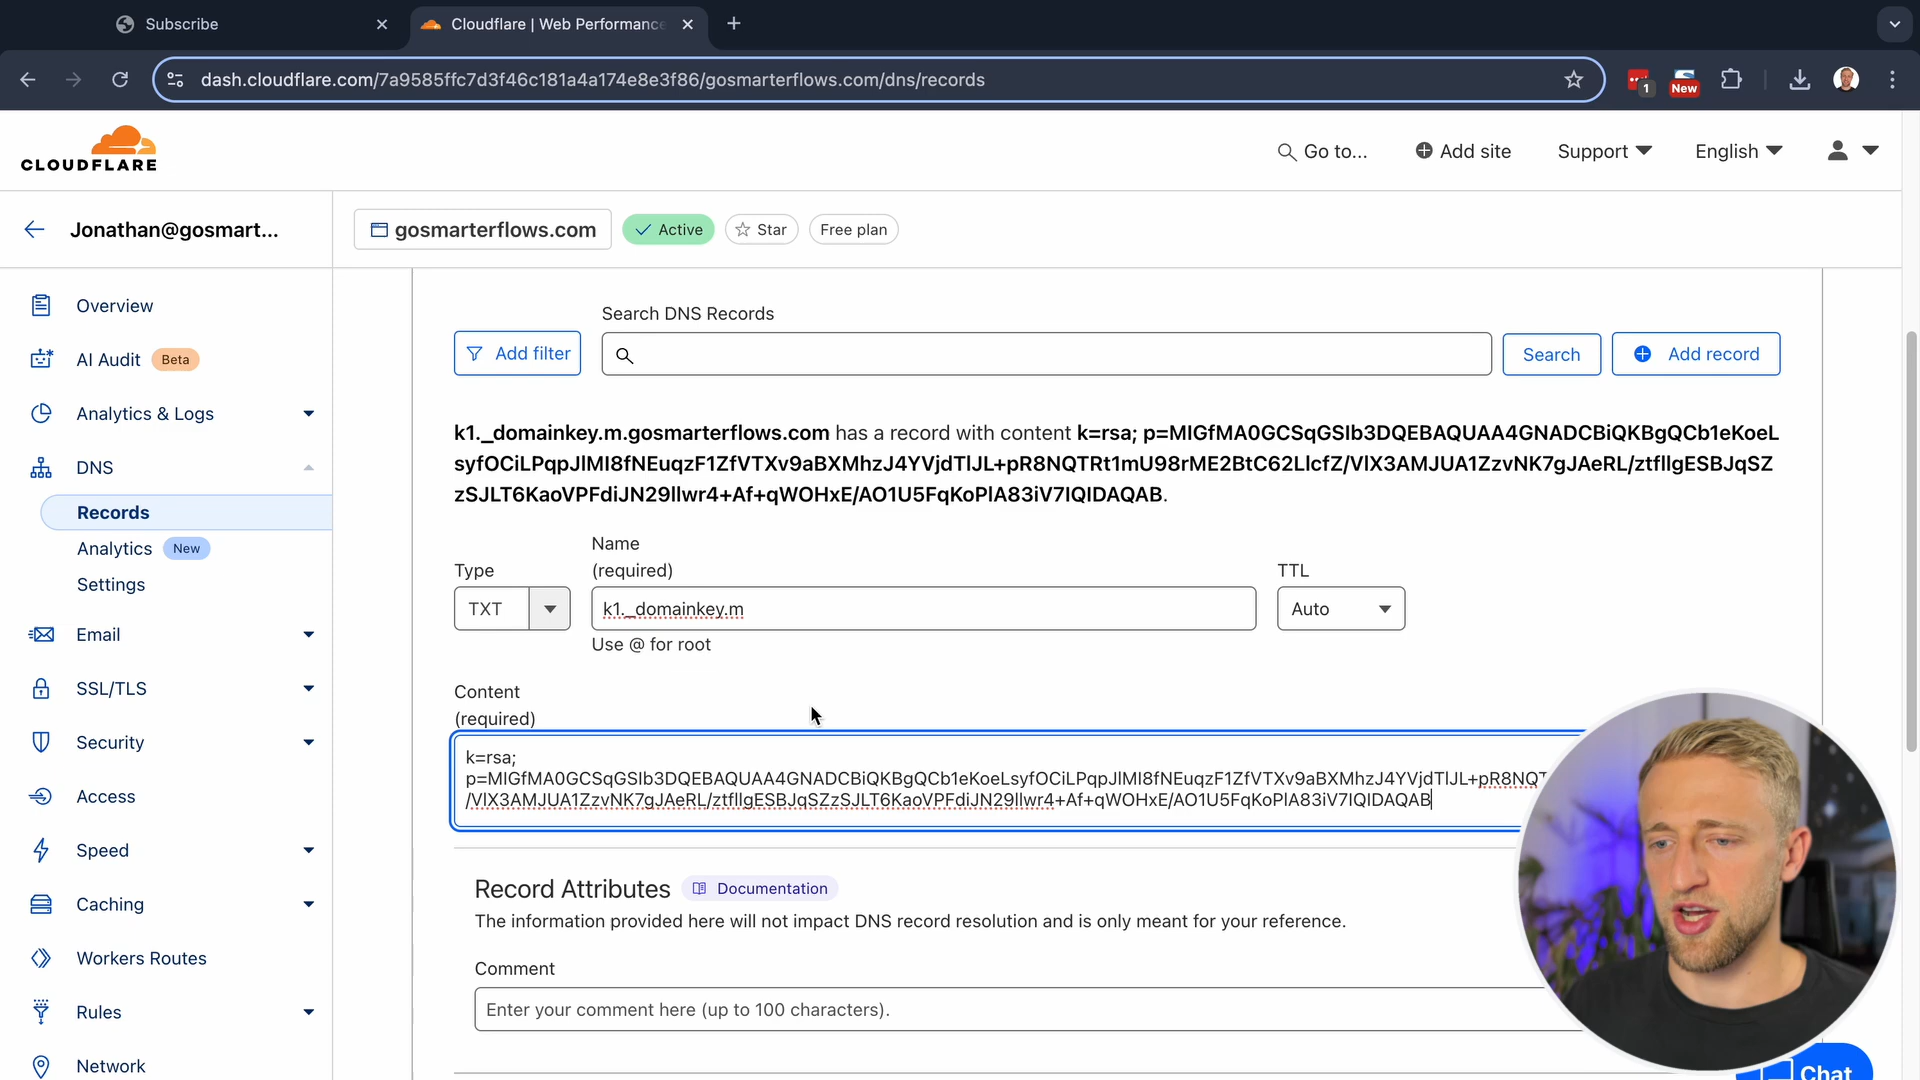 Subscribe
Cloudflare | Web Performance
dash.cloudflare.com/7a9585ffc7d3f46c181a4a174e8e3f86/gosmarterflows.com/dns/records
1
New
CLOUDFLARE
Go to...
Add site
Support
English
Jonathan@gosmart...
gosmarterflows.com
Active
Star
Free plan
Overview
AI Audit Beta
Analytics & Logs
DNS
Records
Analytics New
Settings
Email
SSL/TLS
Security
Access
Speed
Caching
Workers Routes
Rules
Network
Search DNS Records
Add filter
Search
Add record
k1._domainkey.m.gosmarterflows.com has a record with content k=rsa; p=MIGfMA0GCSqGSIb3DQEBAQUAA4GNADCBiQKBgQCb1eKoeL
syfOCiLPqpJlMI8fNEuqzF1ZfVTXv9aBXMhzJ4YVjdTlJL+pR8NQTRt1mU98rME2BtC62LlcfZ/VlX3AMJUA1ZzvNK7gJAeRL/ztfllgESBJqSZ
zSJLT6KaoVPFdiJN29llwr4+Af+qWOHxE/AO1U5FqKoPlA83iV7IQIDAQAB.
Type
Name
(required)
TTL
TXT
k1._domainkey.m
Auto
Use @ for root
Content
(required)
k=rsa;
p=MIGfMA0GCSqGSIb3DQEBAQUAA4GNADCBiQKBgQCb1eKoeLsyfOCiLPqpJlMI8fNEuqzF1ZfVTXv9aBXMhzJ4YVjdTlJL+pR8NQT
/VlX3AMJUA1ZzvNK7gJAeRL/ztfllgESBJqSZzSJLT6KaoVPFdiJN29llwr4+Af+qWOHxE/AO1U5FqKoPlA83iV7IQIDAQAB
Record Attributes
Documentation
The information provided here will not impact DNS record resolution and is only meant for your reference.
Comment
Enter your comment here (up to 100 characters).
Chat